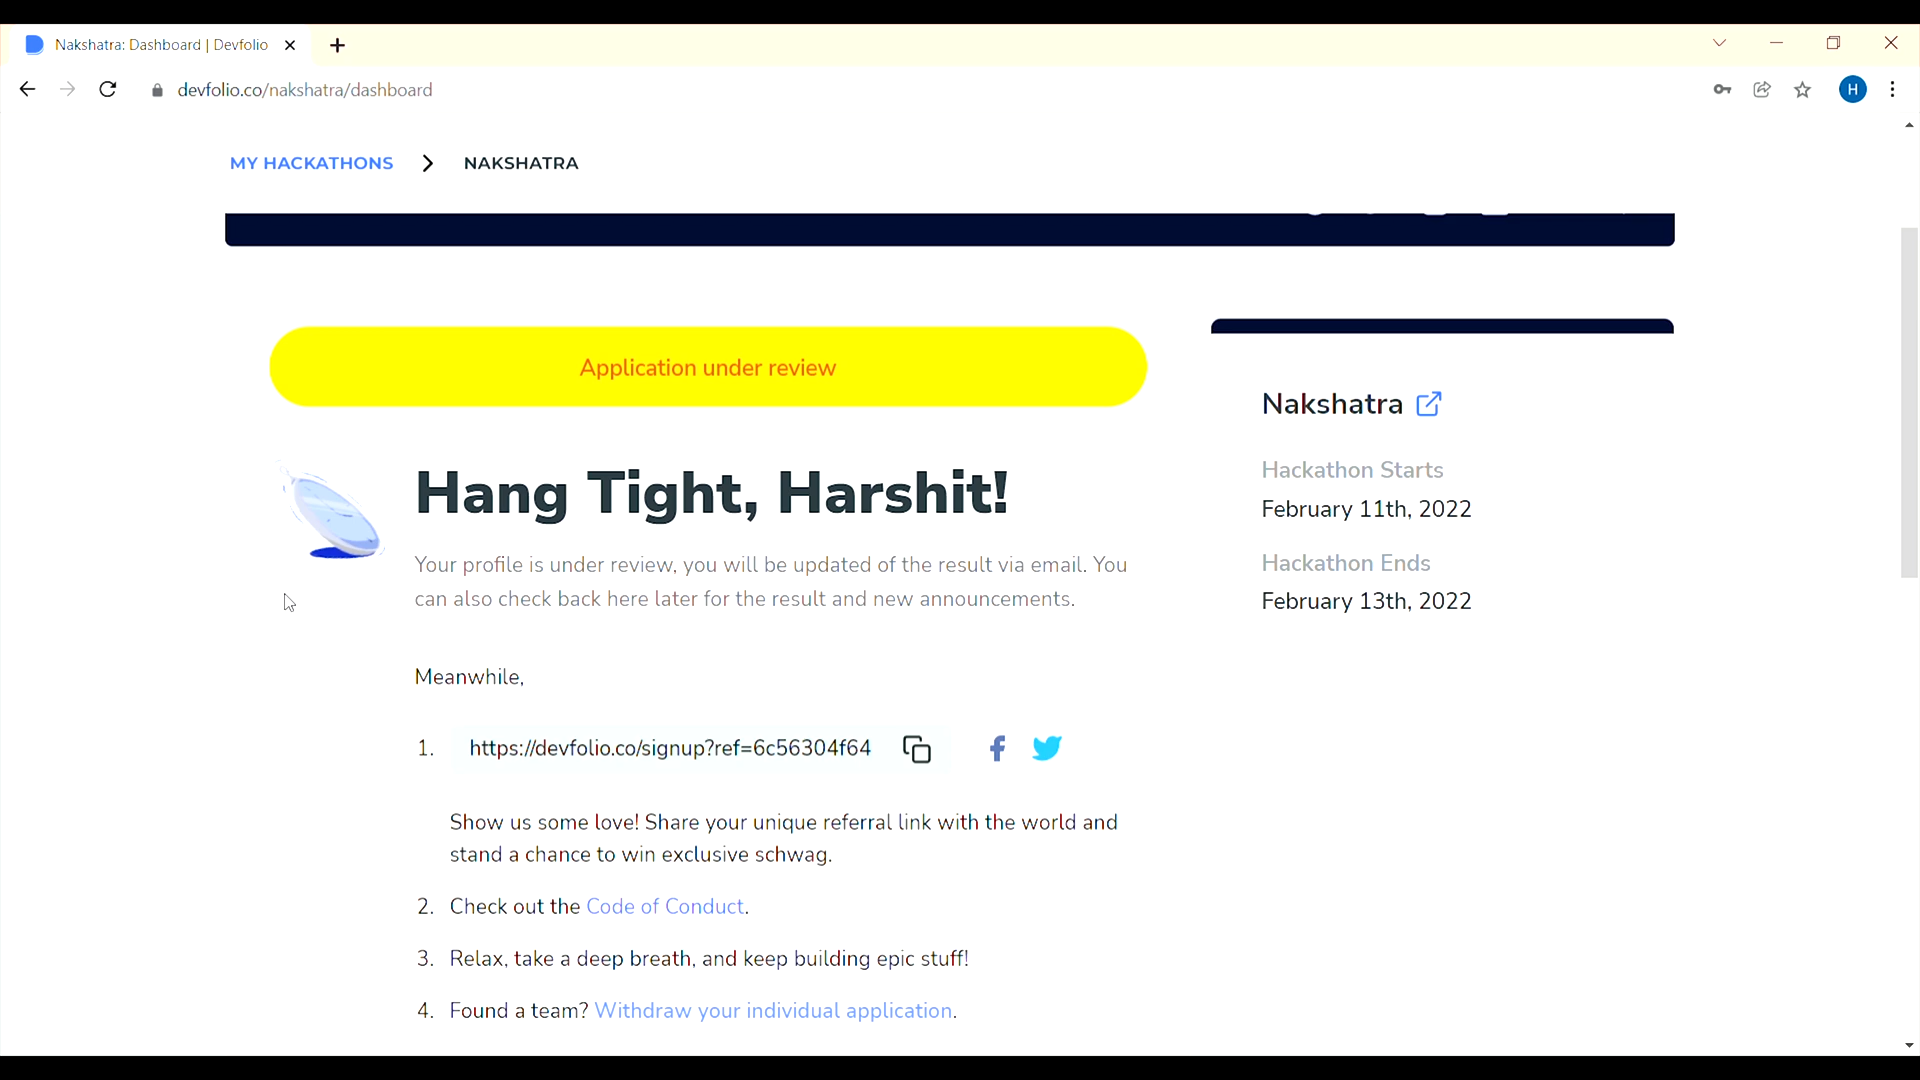 Nakshatra: Dashboard | Devfolio
devfolio.co/nakshatra/dashboard
H
MY HACKATHONS
NAKSHATRA
Application under review
Hang Tight, Harshit!
Your profile is under review, you will be updated of the result via email. You
can also check back here later for the result and new announcements.
Meanwhile,
1. https://devfolio.co/signup?ref=6c56304f64
Show us some love! Share your unique referral link with the world and
stand a chance to win exclusive schwag.
2. Check out the Code of Conduct.
3. Relax, take a deep breath, and keep building epic stuff!
4. Found a team? Withdraw your individual application.
Nakshatra
Hackathon Starts
February 11th, 2022
Hackathon Ends
February 13th, 2022